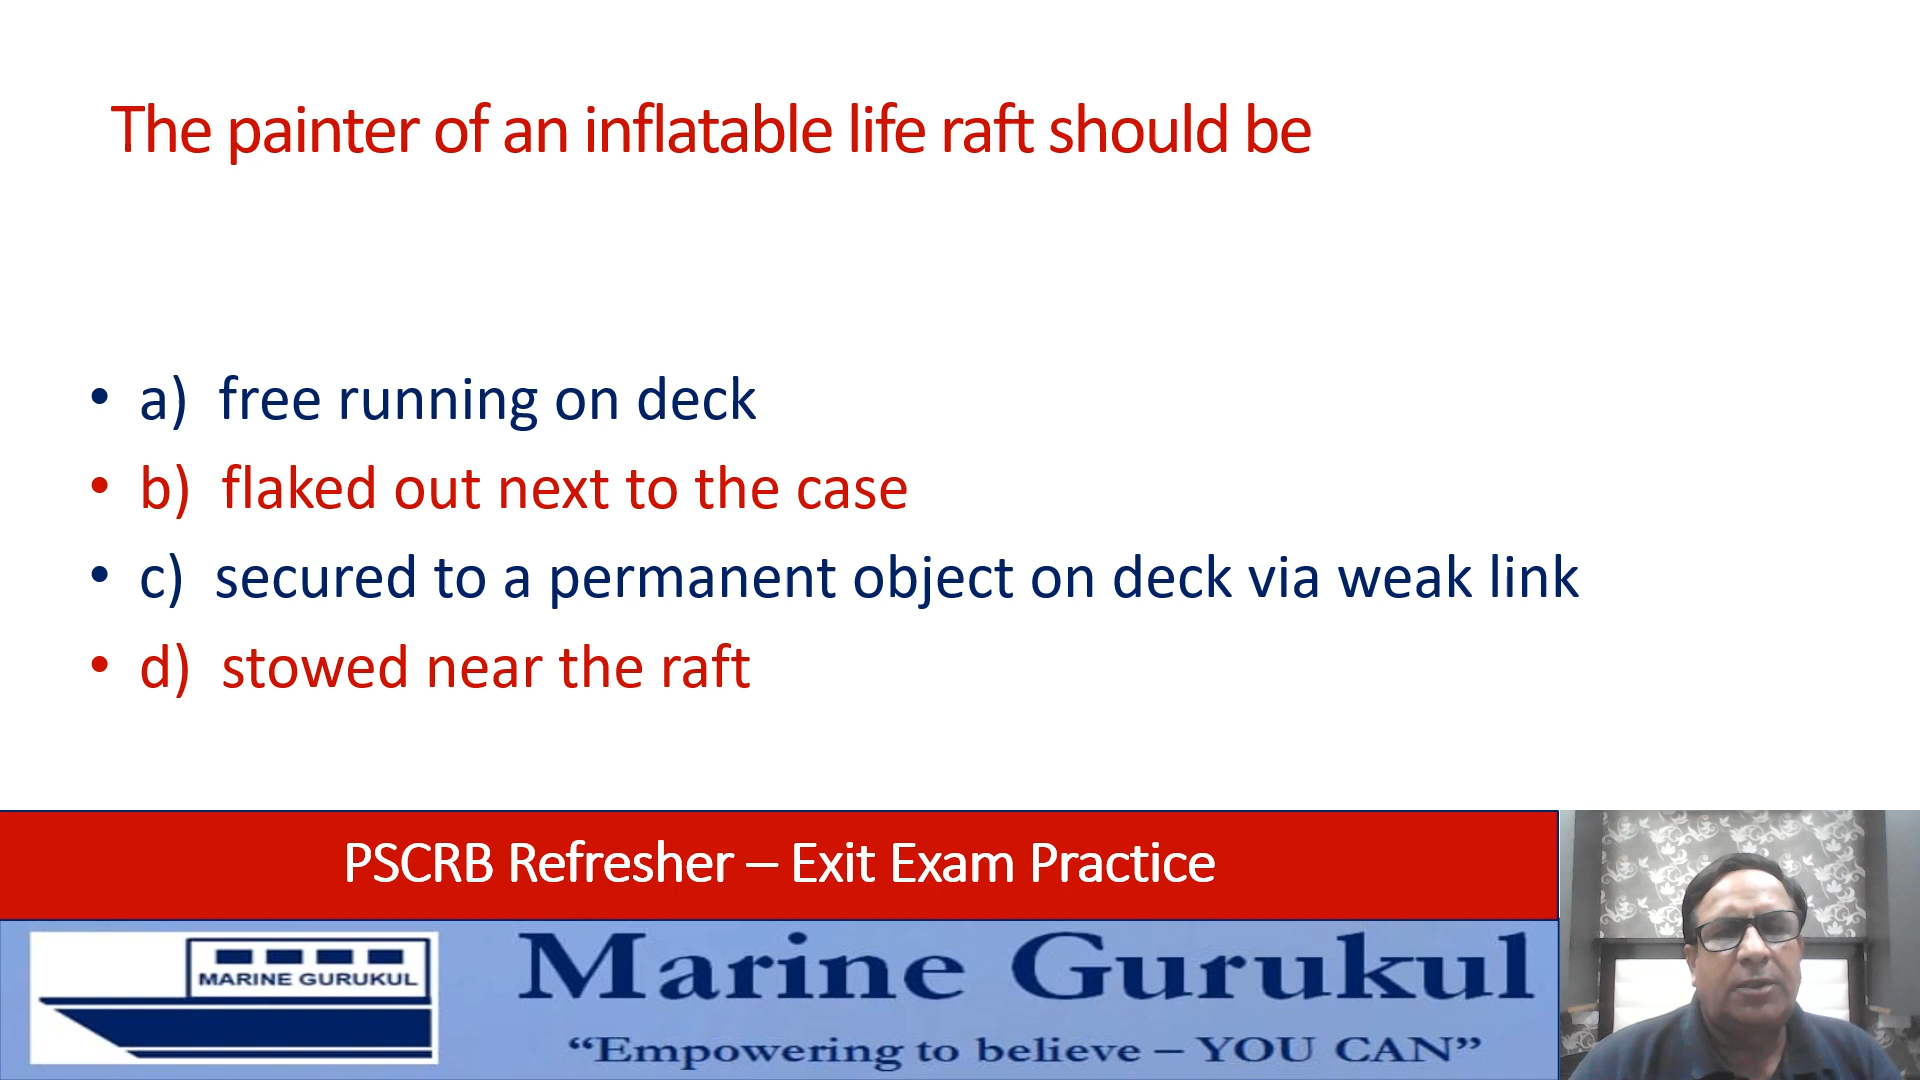 The painter of an inflatable life raft should be
• a) free running on deck
• b) flaked out next to the case
• c) secured to a permanent object on deck via weak link
• d) stowed near the raft
PSCRB Refresher – Exit Exam Practice
MARINE GURUKUL
Marine Gurukul
“Empowering to believe – YOU CAN”